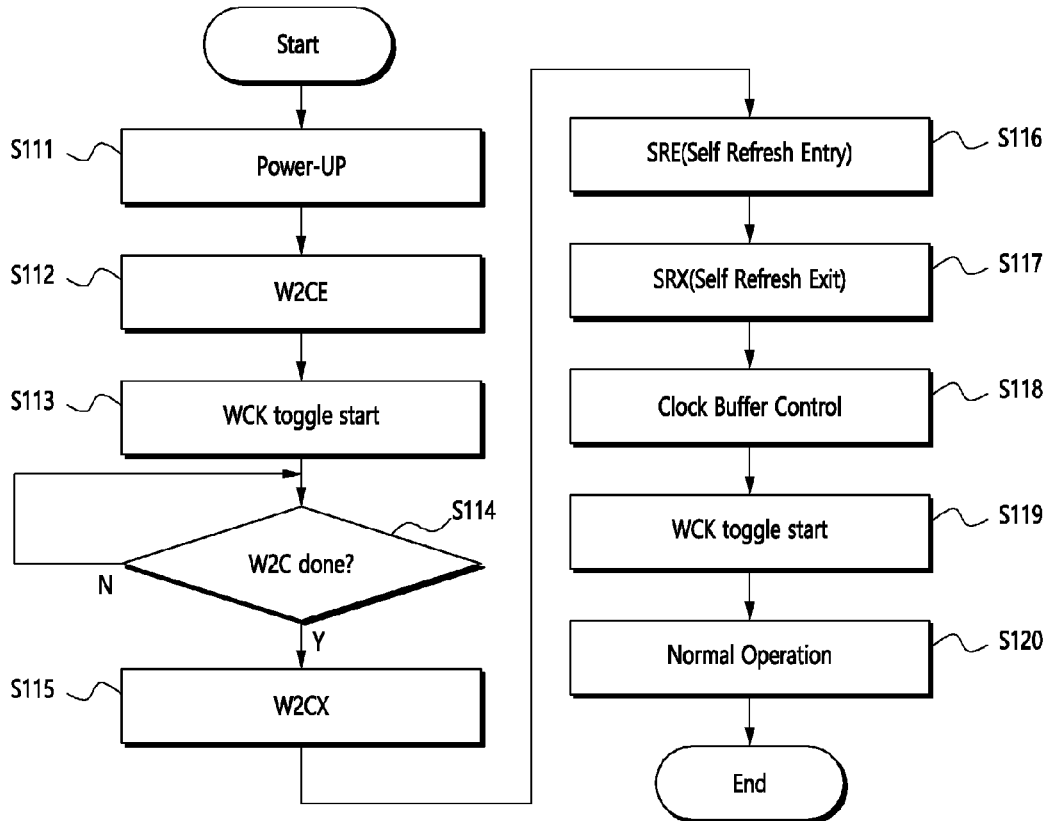 Start
S111
Power-UP
S112
W2CE
S113
WCK toggle start
S114
W2C done?
N
Y
S115
W2CX
SRE(Self Refresh Entry)
S116
SRX(Self Refresh Exit)
S117
Clock Buffer Control
S118
WCK toggle start
S119
Normal Operation
S120
End